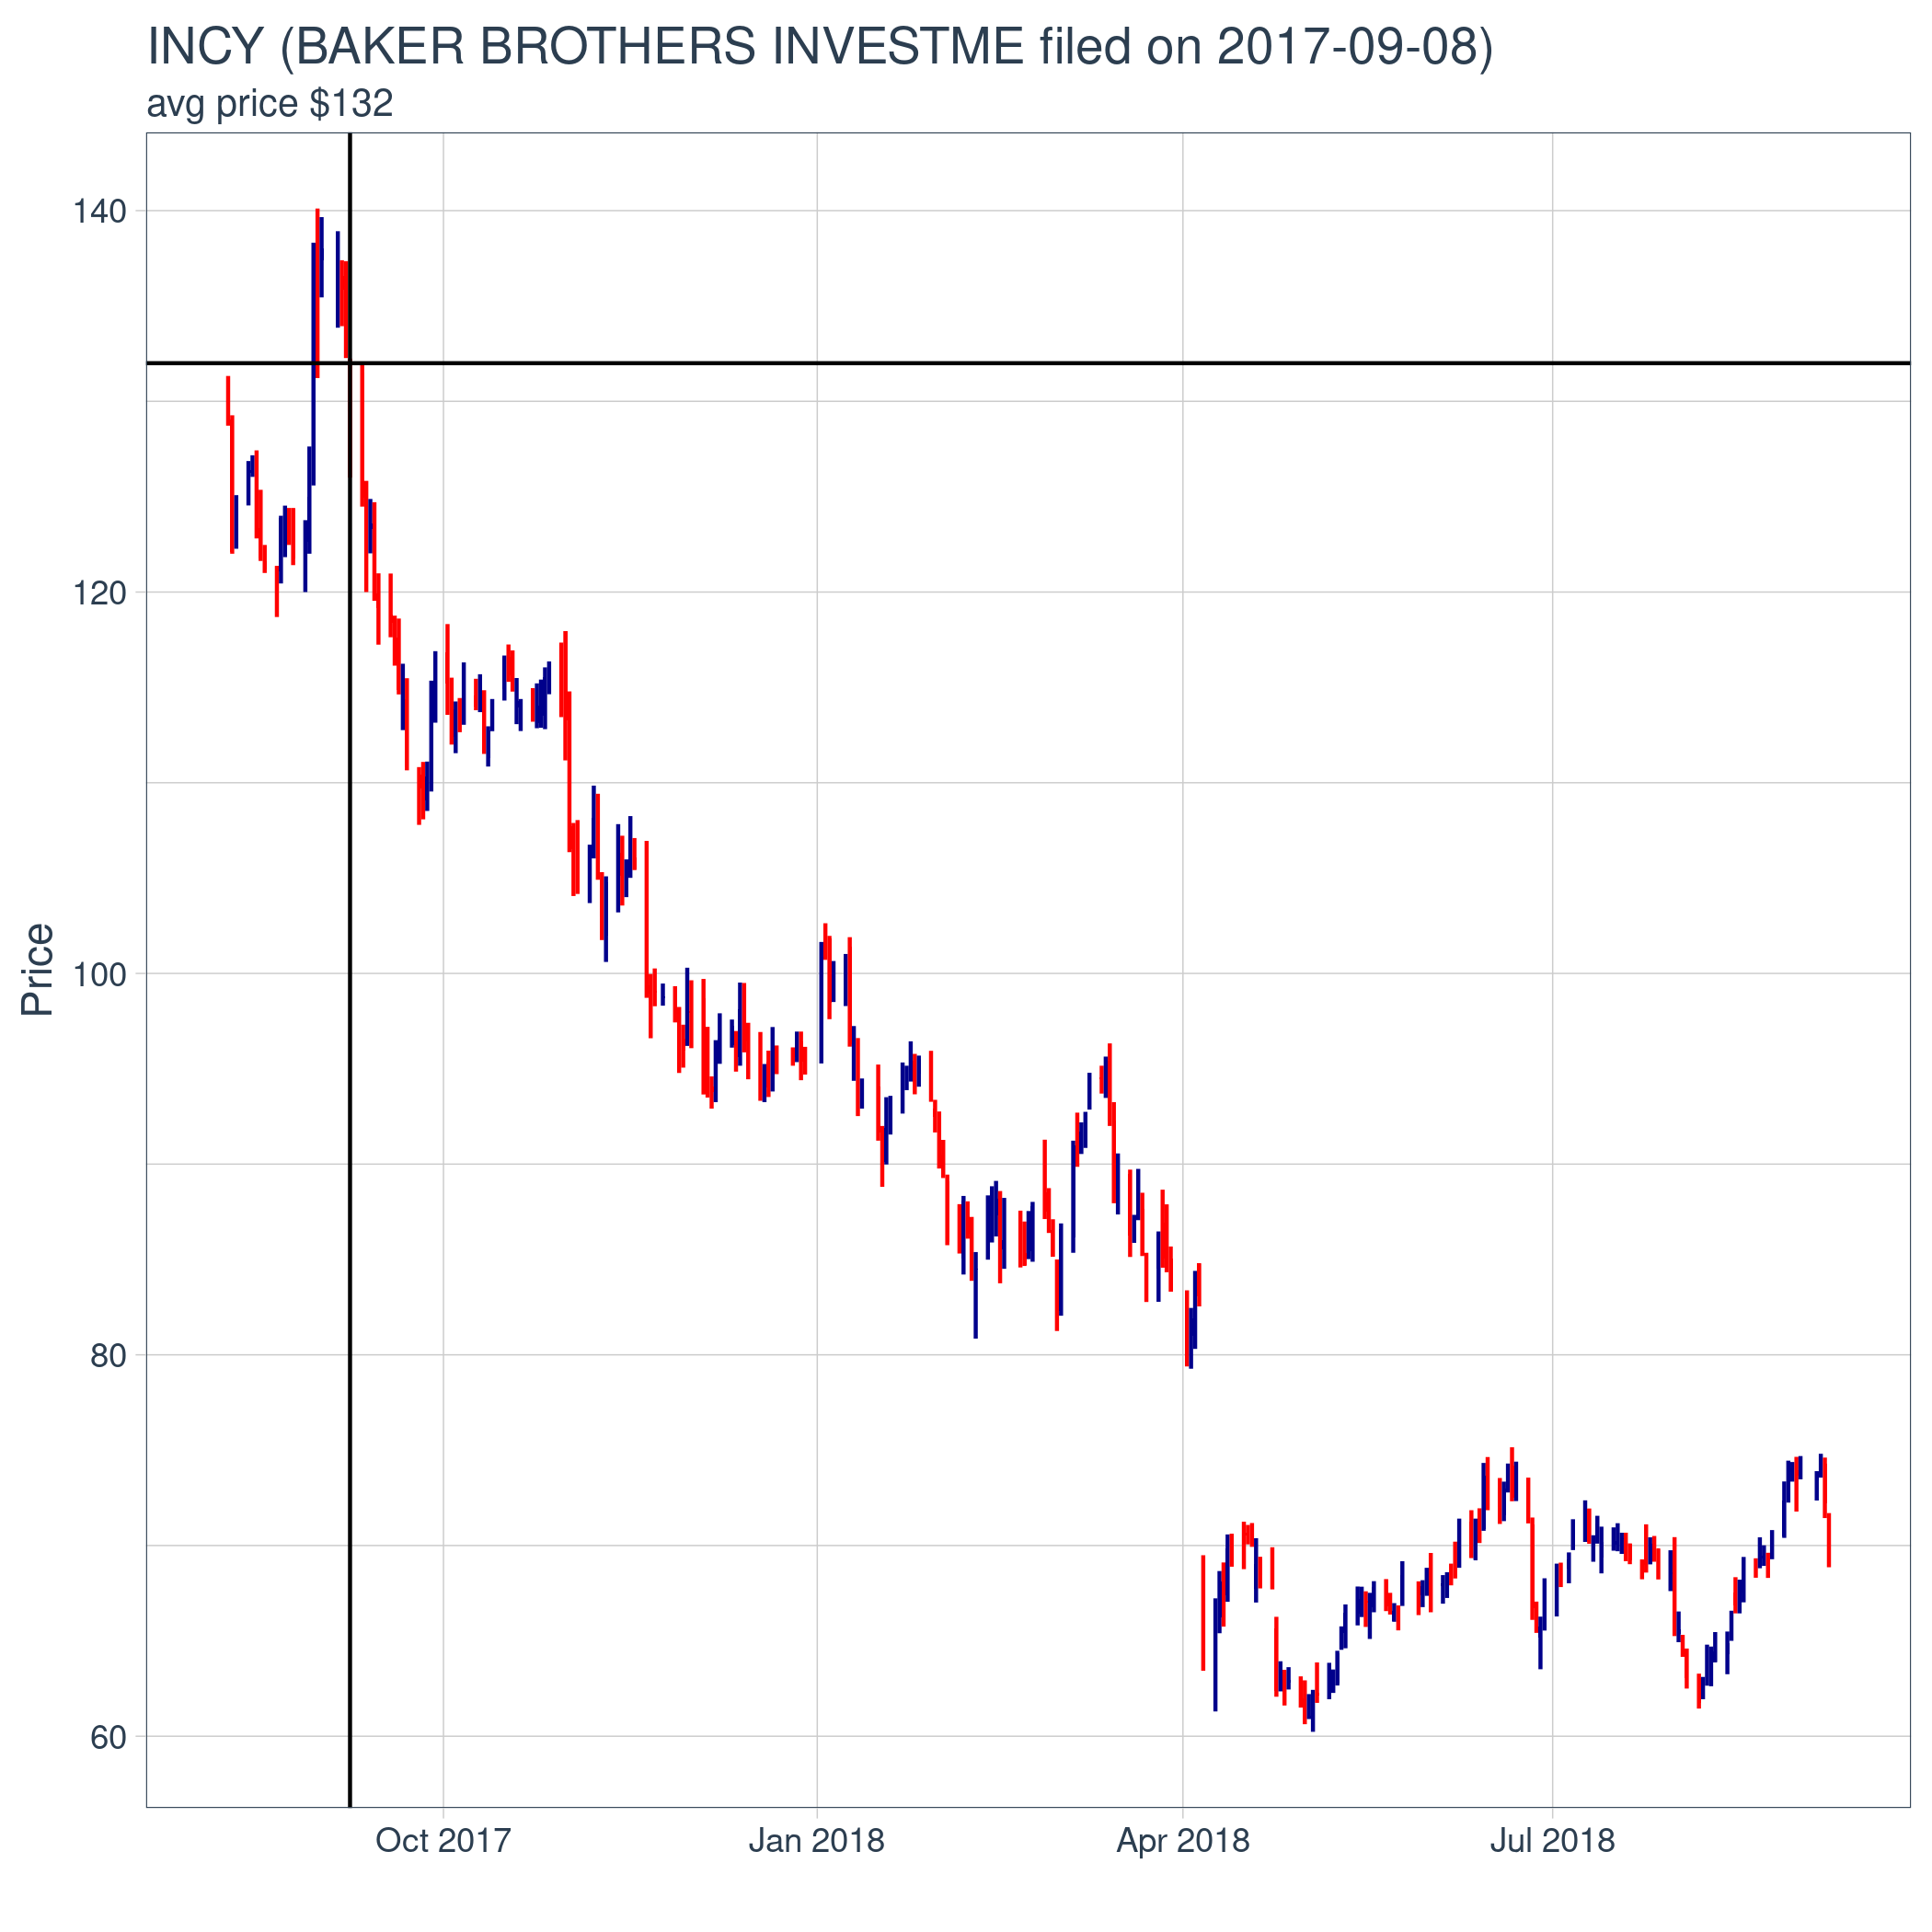 INCY (BAKER BROTHERS INVESTME filed on 2017-09-08)
avg price $132
140
120
100
80
60
Price
Oct 2017
Jan 2018
Apr 2018
Jul 2018